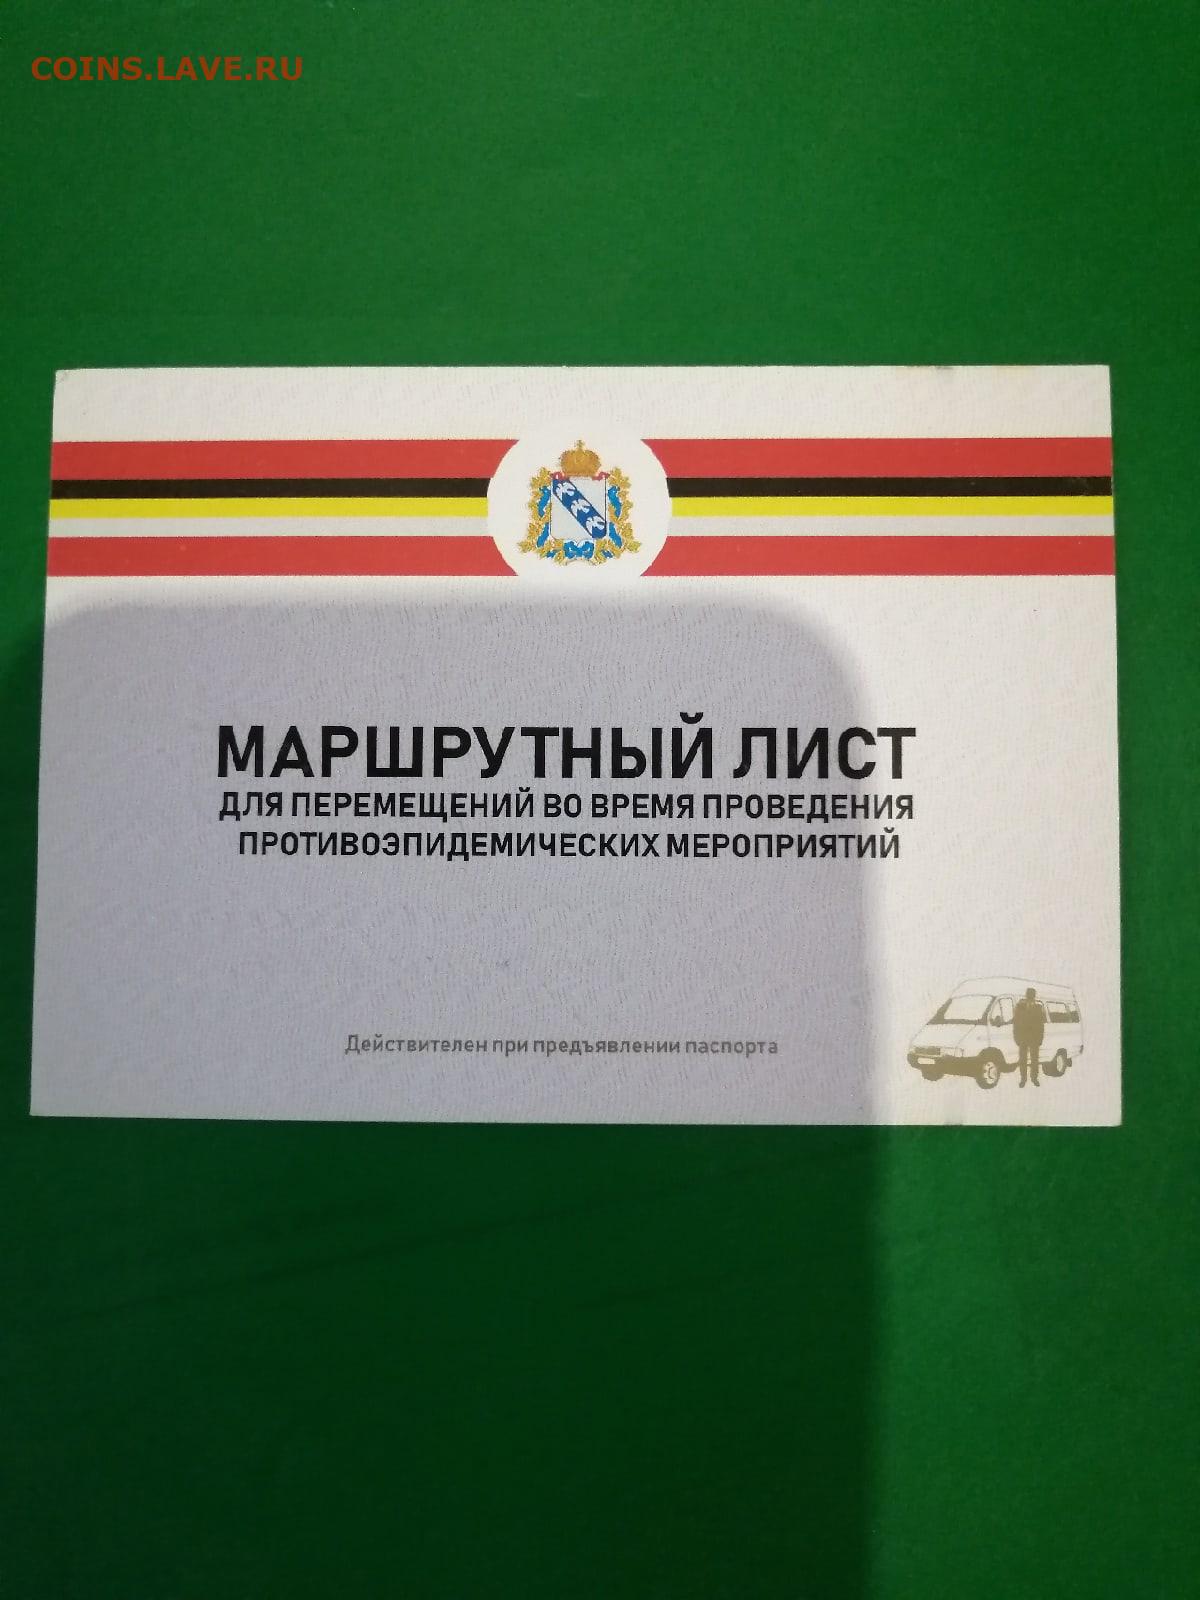 COINS.LAVE.RU
МАРШРУТНЫЙ ЛИСТ
ДЛЯ ПЕРЕМЕЩЕНИЙ ВО ВРЕМЯ ПРОВЕДЕНИЯ
ПРОТИВОЭПИДЕМИЧЕСКИХ МЕРОПРИЯТИЙ
Действителен при предъявлении паспорта